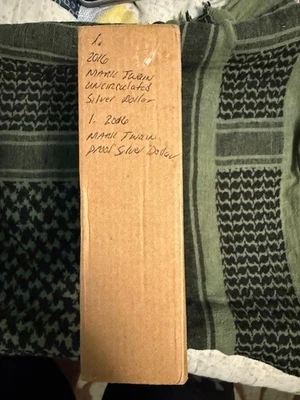 1.
2016
MARK TWAIN
UNCIRCULATED
Silver Dollar
1. 2016
MARK TWAIN
Proof Silver Dollar